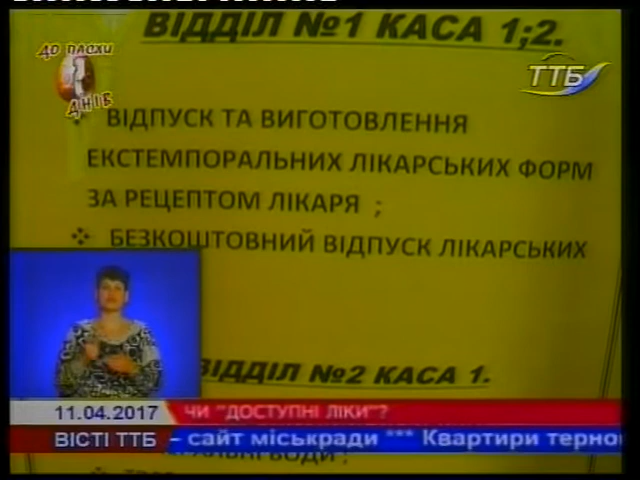 ВІДДІЛ №1 КАСА 1;2.
ДО ПАСХИ
ДНІВ
ТТБ
ВІДПУСК ТА ВИГОТОВЛЕННЯ
ЕКСТЕМПОРАЛЬНИХ ЛІКАРСЬКИХ ФОРМ
ЗА РЕЦЕПТОМ ЛІКАРЯ ;
БЕЗКОШТОВНИЙ ВІДПУСК ЛІКАРСЬКИХ
ВІДДІЛ №2 КАСА 1.
11.04.2017 ЧИ "ДОСТУПНІ ЛІКИ"?
ВІСТІ ТТБ – сайт міськради *** Квартири терно